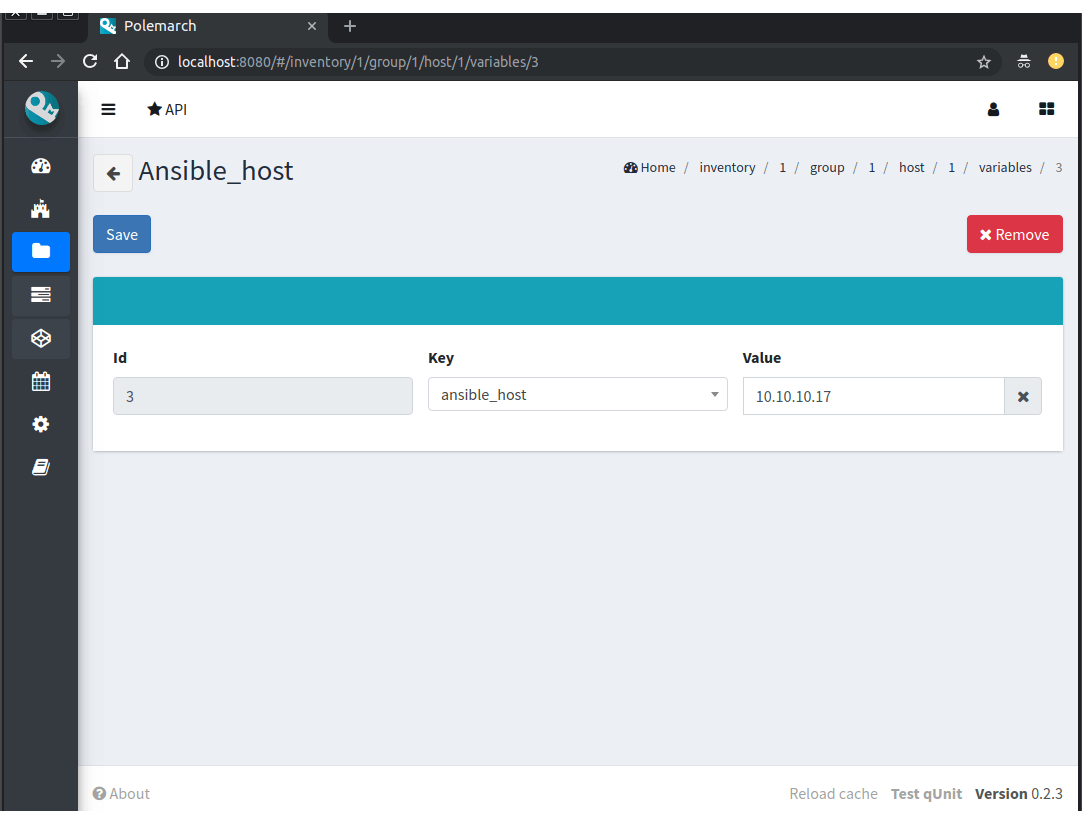 Polemarch
localhost:8080/#/inventory/1/group/1/host/1/variables/3
API
Ansible_host
Home / inventory / 1 / group / 1 / host / 1 / variables / 3
Save
Remove
Id Key Value
3 ansible_host 10.10.10.17
About
Reload cache Test qUnit Version 0.2.3